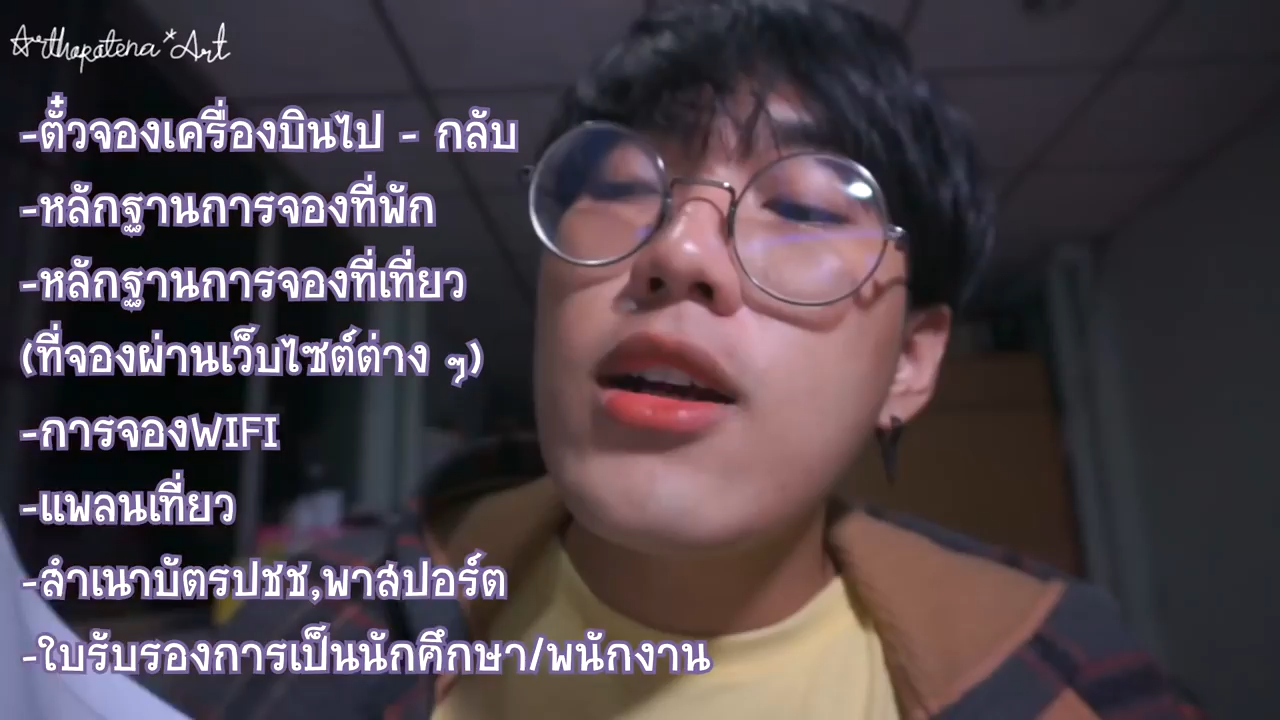 Arthapatena*Art
-ตั๋วจองเครื่องบินไป - กลับ
-หลักฐานการจองที่พัก
-หลักฐานการจองที่เที่ยว
(ที่จองผ่านเว็บไซต์ต่าง ๆ)
-การจองWIFI
-แพลนเที่ยว
-สำเนาบัตรปชช,พาสปอร์ต
-ใบรับรองการเป็นนักศึกษา/พนักงาน